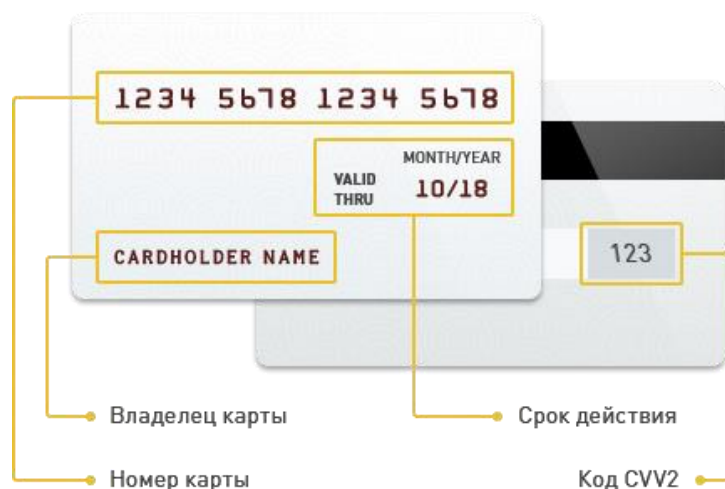 1234 5678 1234 5678
MONTH/YEAR
VALID THRU
10/18
CARDHOLDER NAME
123
Владелец карты
Срок действия
Номер карты
Код CVV2